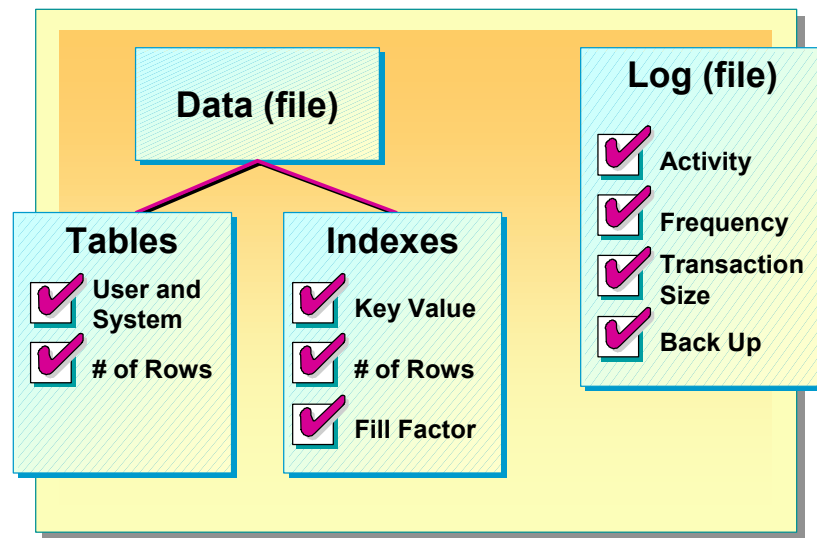 Data (file)
Tables
User and
System
# of Rows
Indexes
Key Value
# of Rows
Fill Factor
Log (file)
Activity
Frequency
Transaction
Size
Back Up